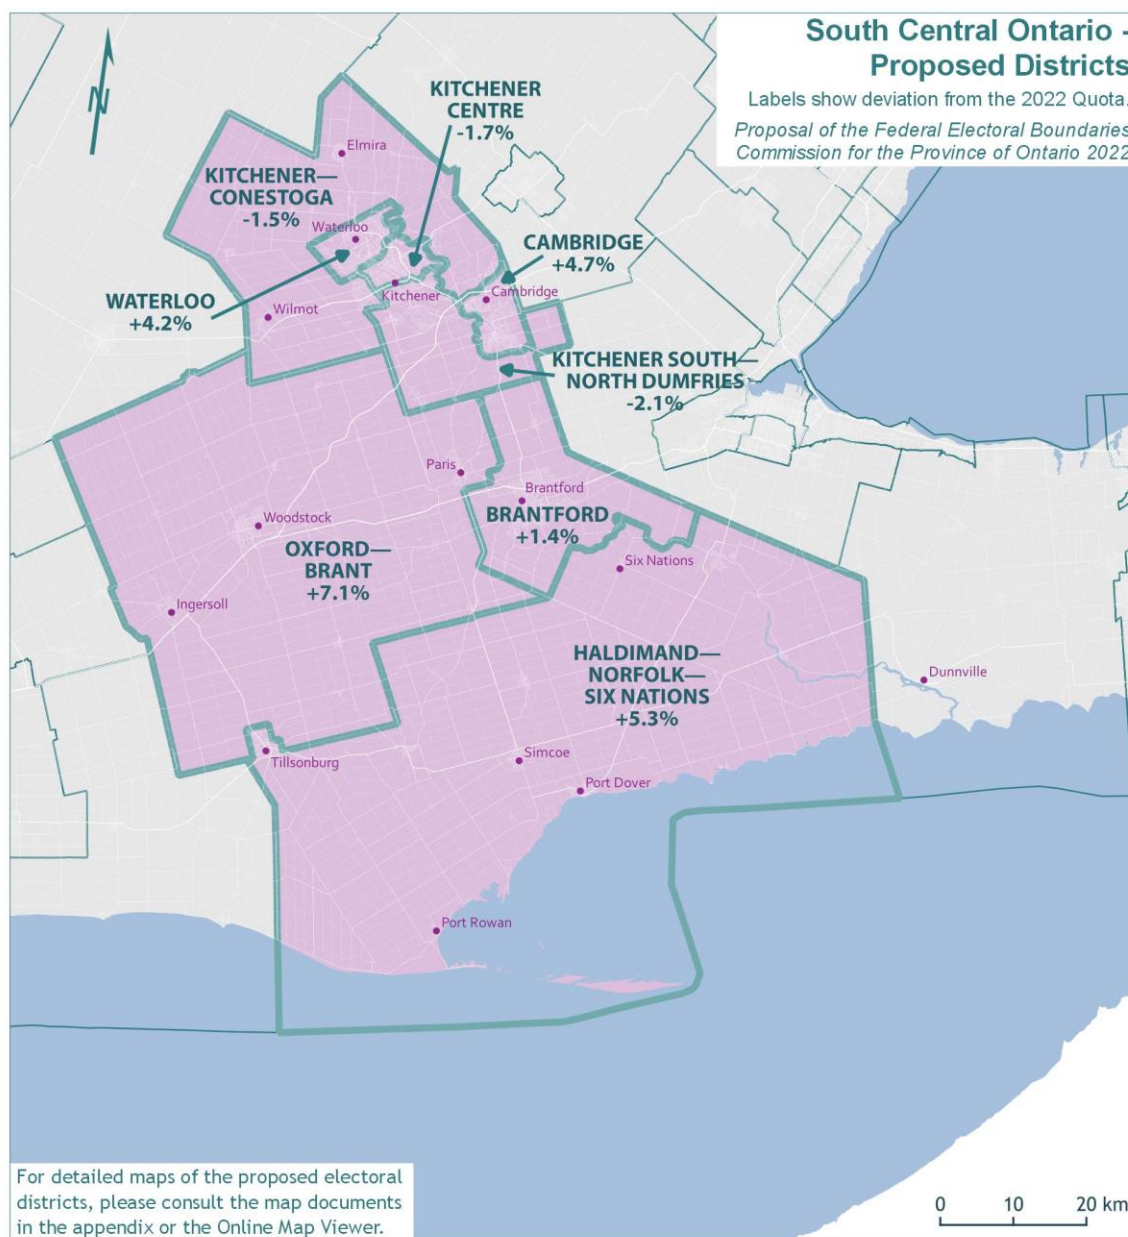 South Central Ontario -
Proposed Districts
Labels show deviation from the 2022 Quota.
Proposal of the Federal Electoral Boundaries
Commission for the Province of Ontario 2022
N
KITCHENER
CENTRE
-1.7%
Elmira
KITCHENER—
CONESTOGA
-1.5%
Waterloo
CAMBRIDGE
+4.7%
WATERLOO
+4.2%
Kitchener
Cambridge
Wilmot
KITCHENER SOUTH—
NORTH DUMFRIES
-2.1%
Paris
Brantford
BRANTFORD
+1.4%
Woodstock
OXFORD—
BRANT
+7.1%
Six Nations
Ingersoll
HALDIMAND—
NORFOLK—
SIX NATIONS
+5.3%
Dunnville
Tillsonburg
Simcoe
Port Dover
Port Rowan
For detailed maps of the proposed electoral
districts, please consult the map documents
in the appendix or the Online Map Viewer.
0 10 20 km